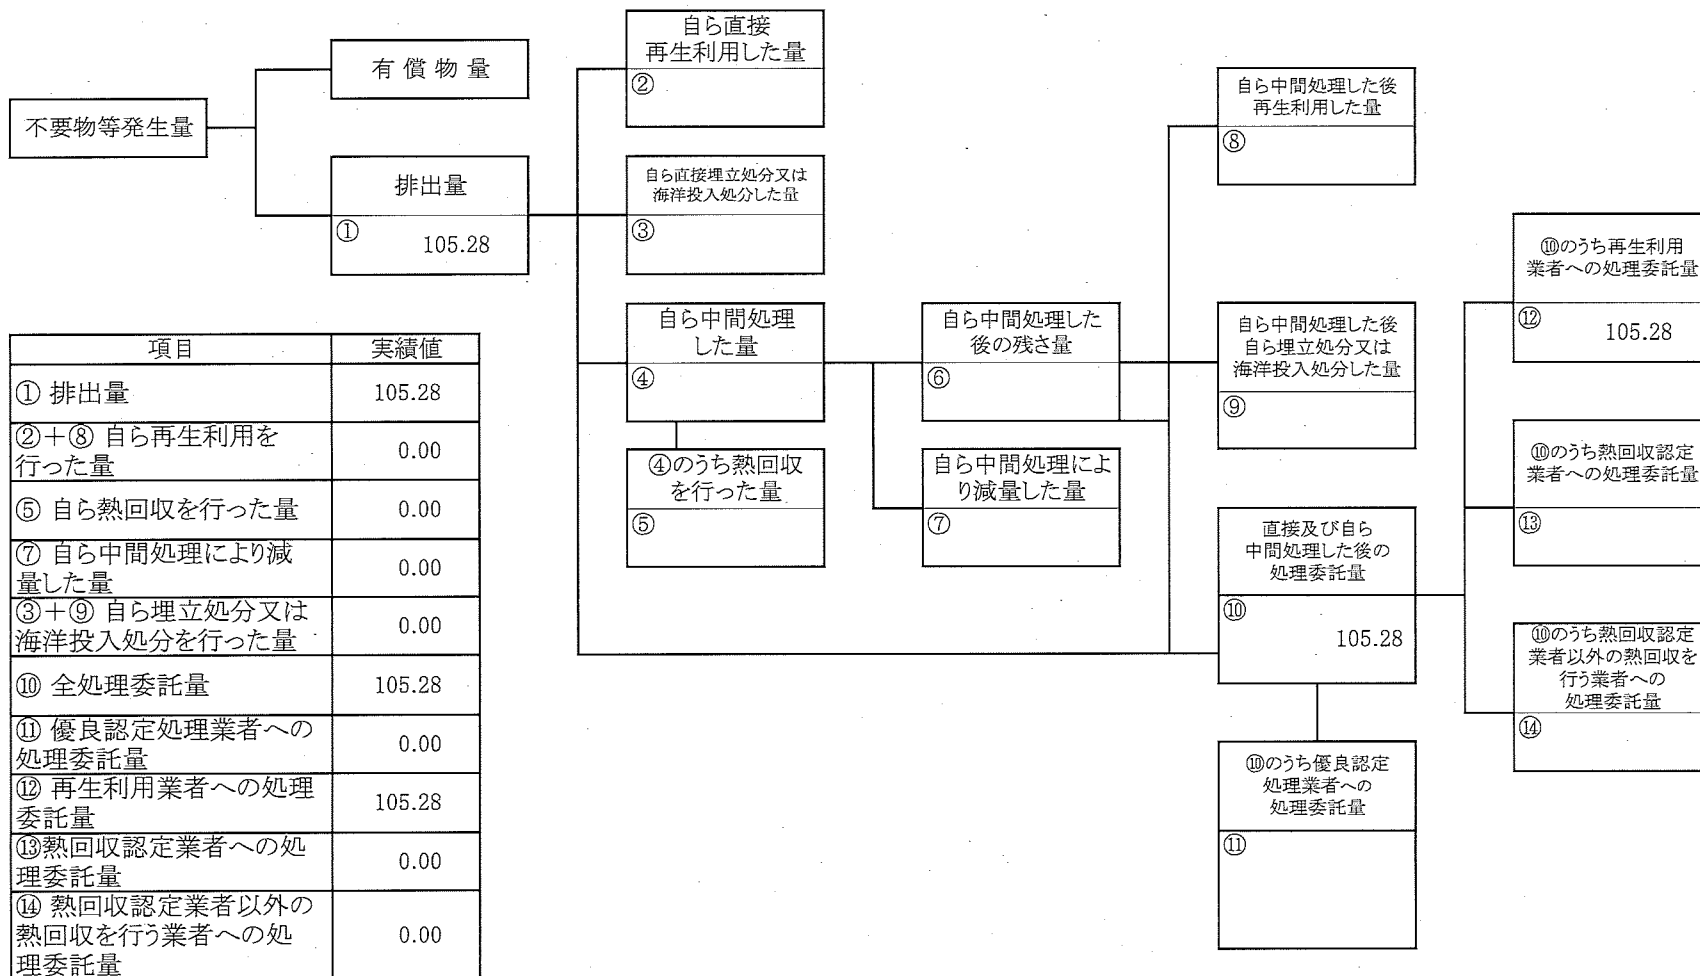 不要物等発生量
有償物量
排出量
①
105.28
自ら直接
再生利用した量
②
自ら直接埋立処分又は
海洋投入処分した量
③
自ら中間処理
した量
④
④のうち熱回収
を行った量
⑤
自ら中間処理した
後の残さ量
⑥
自ら中間処理によ
り減量した量
⑦
自ら中間処理した後
再生利用した量
⑧
自ら中間処理した後
自ら埋立処分又は
海洋投入処分した量
⑨
直接及び自ら
中間処理した後の
処理委託量
⑩
105.28
⑩のうち優良認定
処理業者への
処理委託量
⑪
⑩のうち再生利用
業者への処理委託量
⑫
105.28
⑩のうち熱回収認定
業者への処理委託量
⑬
⑩のうち熱回収認定
業者以外の熱回収を
行う業者への
処理委託量
⑭
項目 実績値
① 排出量 105.28
②+⑧ 自ら再生利用を
行った量 0.00
⑤ 自ら熱回収を行った量 0.00
⑦ 自ら中間処理により減
量した量 0.00
③+⑨ 自ら埋立処分又は
海洋投入処分を行った量 0.00
⑩ 全処理委託量 105.28
⑪ 優良認定処理業者への
処理委託量 0.00
⑫ 再生利用業者への処理
委託量 105.28
⑬熱回収認定業者への処
理委託量 0.00
⑭ 熱回収認定業者以外の
熱回収を行う業者への処
理委託量 0.00